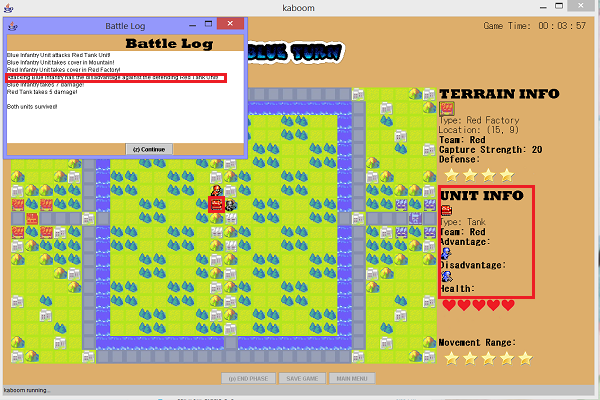 kaboom
Game Time: 00:03:57
Battle Log
Battle Log
BLUE TURN
Blue Infantry Unit attacks Red Tank Unit!
Blue Infantry Unit takes cover in Mountain!
Red Infantry Unit takes cover in Red Factory!
Attacking Blue Infantry has the disadvantage against the defending Red Tank Unit!
Blue Infantry takes 7 damage!
Red Tank takes 5 damage!
Both units survived!
(z) Continue
TERRAIN INFO
Type: Red Factory
Location: (15, 9)
Team: Red
Capture Strength: 20
Defense:
UNIT INFO
Type: Tank
Team: Red
Advantage:
Disadvantage:
Health:
Movement Range:
(p) END PHASE
SAVE GAME
MAIN MENU
kaboom running...